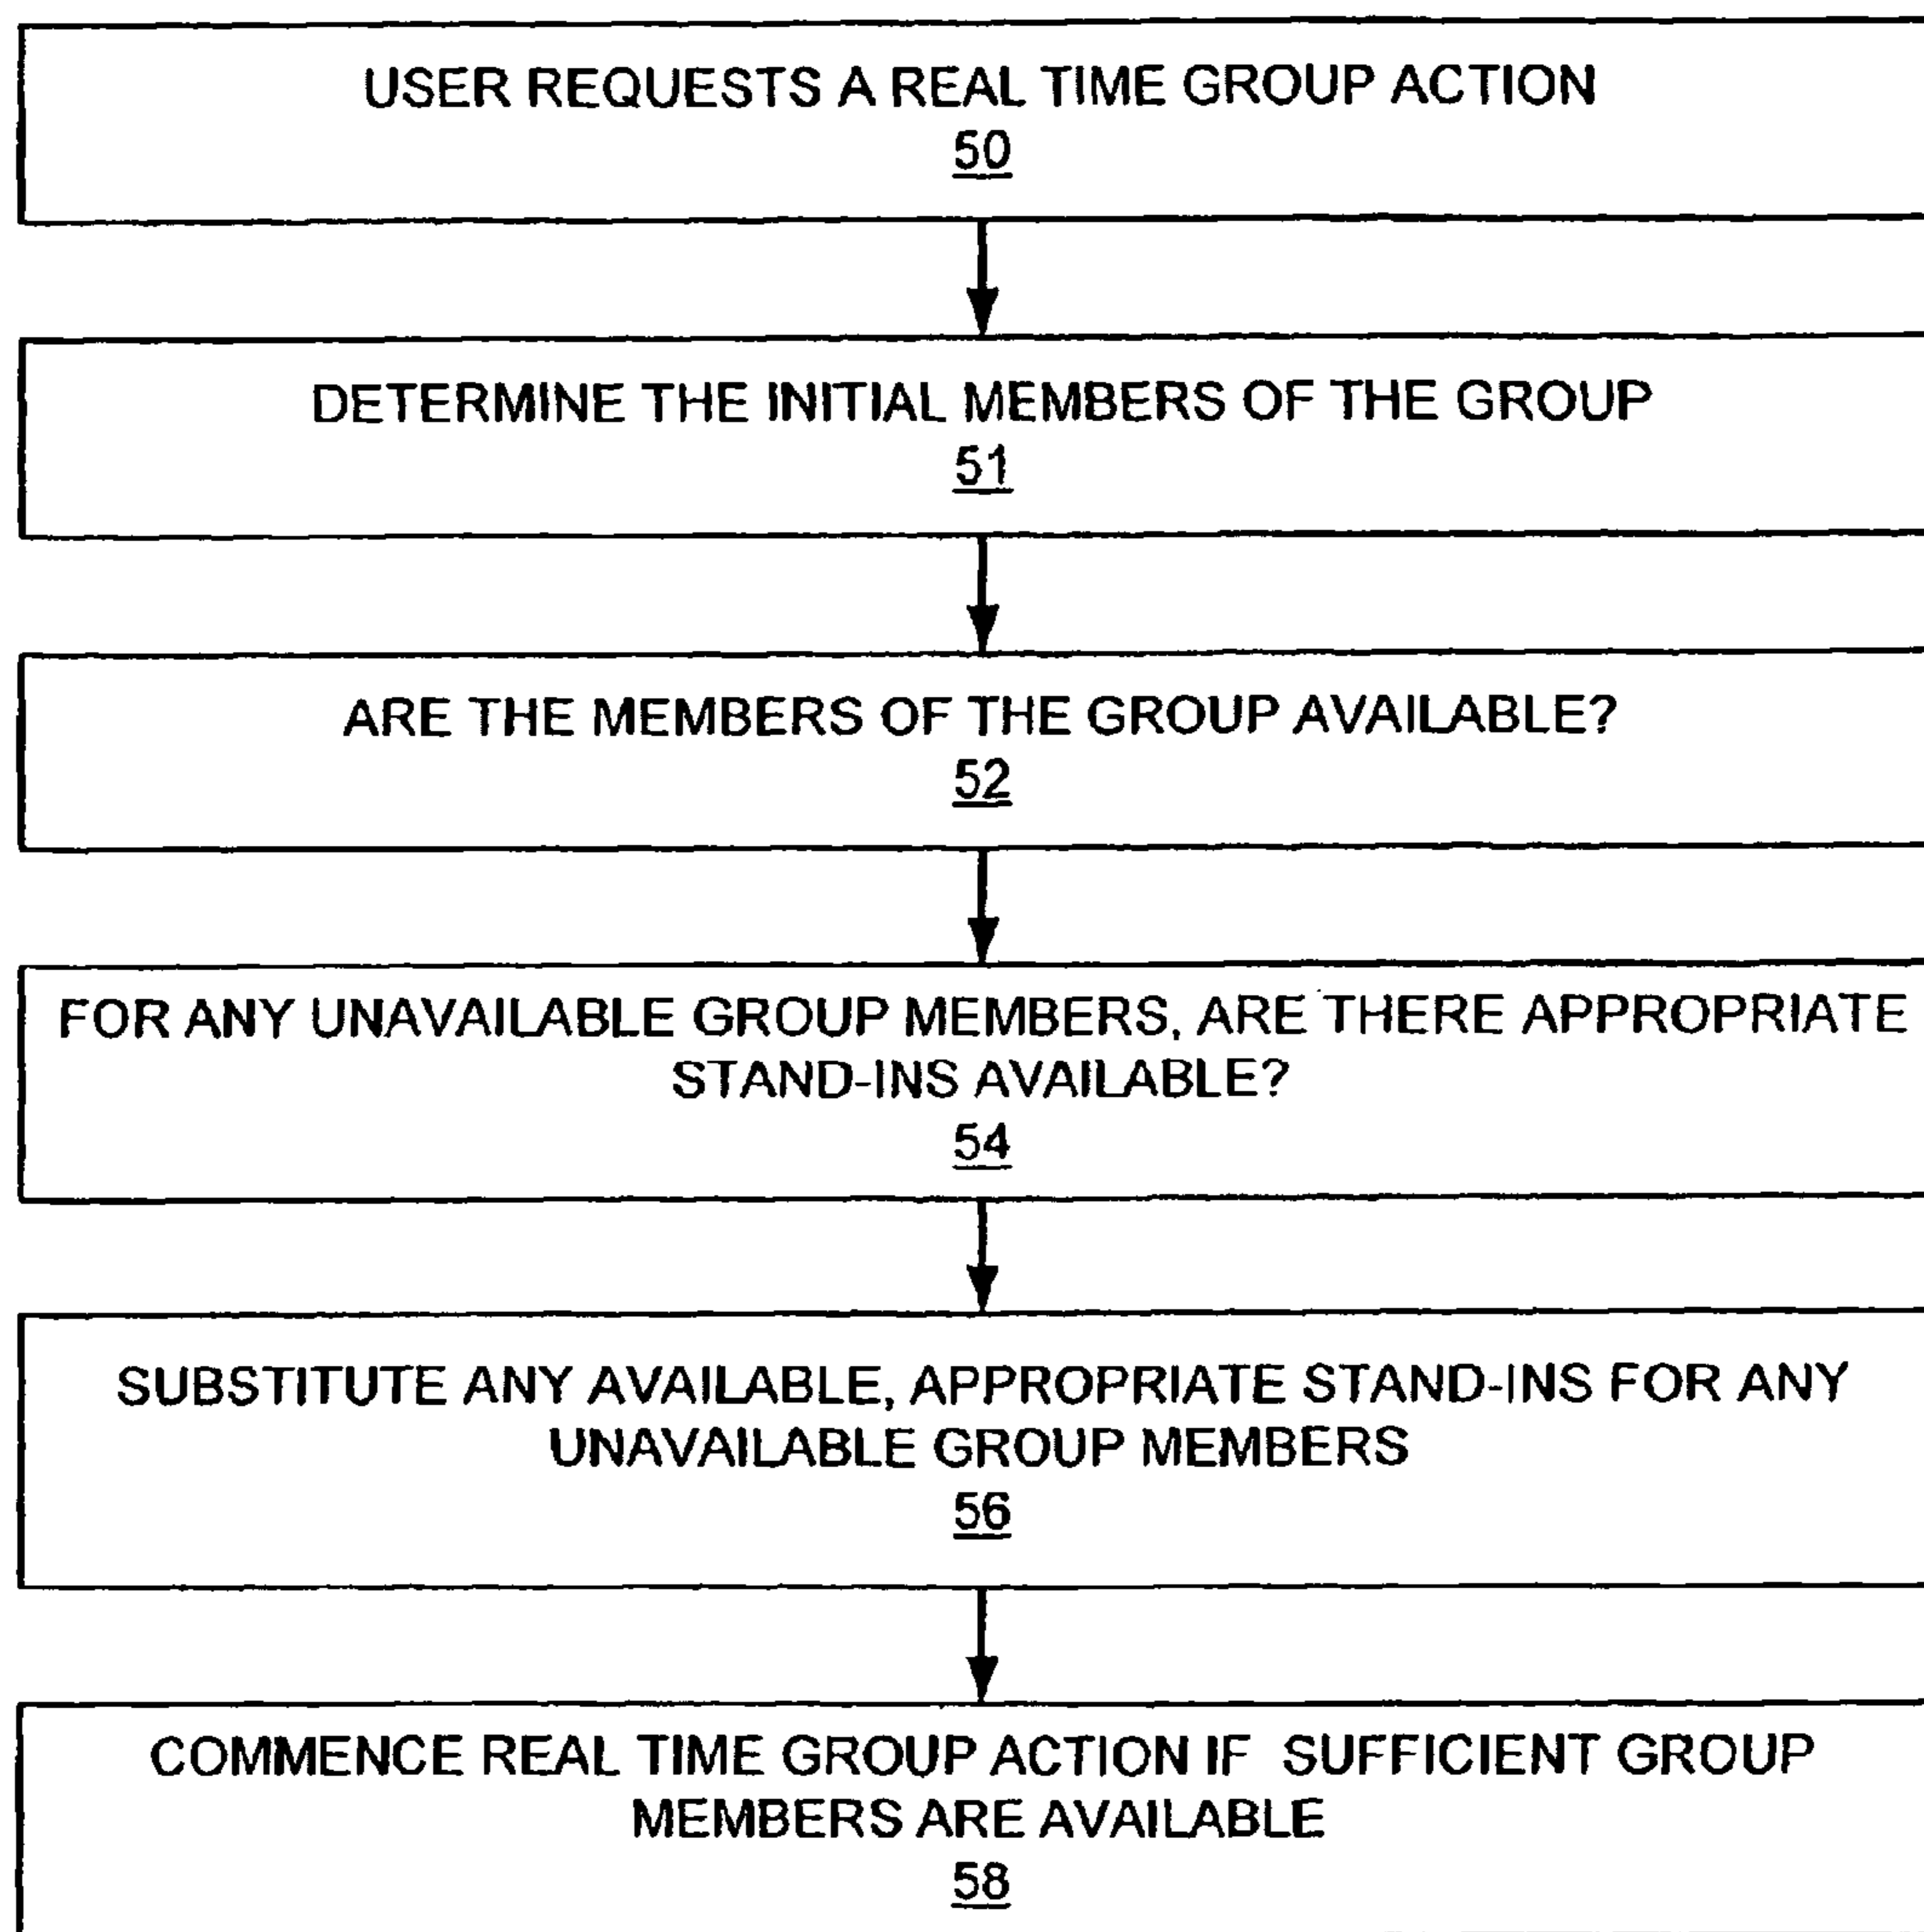 USER REQUESTS A REAL TIME GROUP ACTION
50
DETERMINE THE INITIAL MEMBERS OF THE GROUP
51
ARE THE MEMBERS OF THE GROUP AVAILABLE?
52
FOR ANY UNAVAILABLE GROUP MEMBERS, ARE THERE APPROPRIATE
STAND-INS AVAILABLE?
54
SUBSTITUTE ANY AVAILABLE, APPROPRIATE STAND-INS FOR ANY
UNAVAILABLE GROUP MEMBERS
56
COMMENCE REAL TIME GROUP ACTION IF SUFFICIENT GROUP
MEMBERS ARE AVAILABLE
58